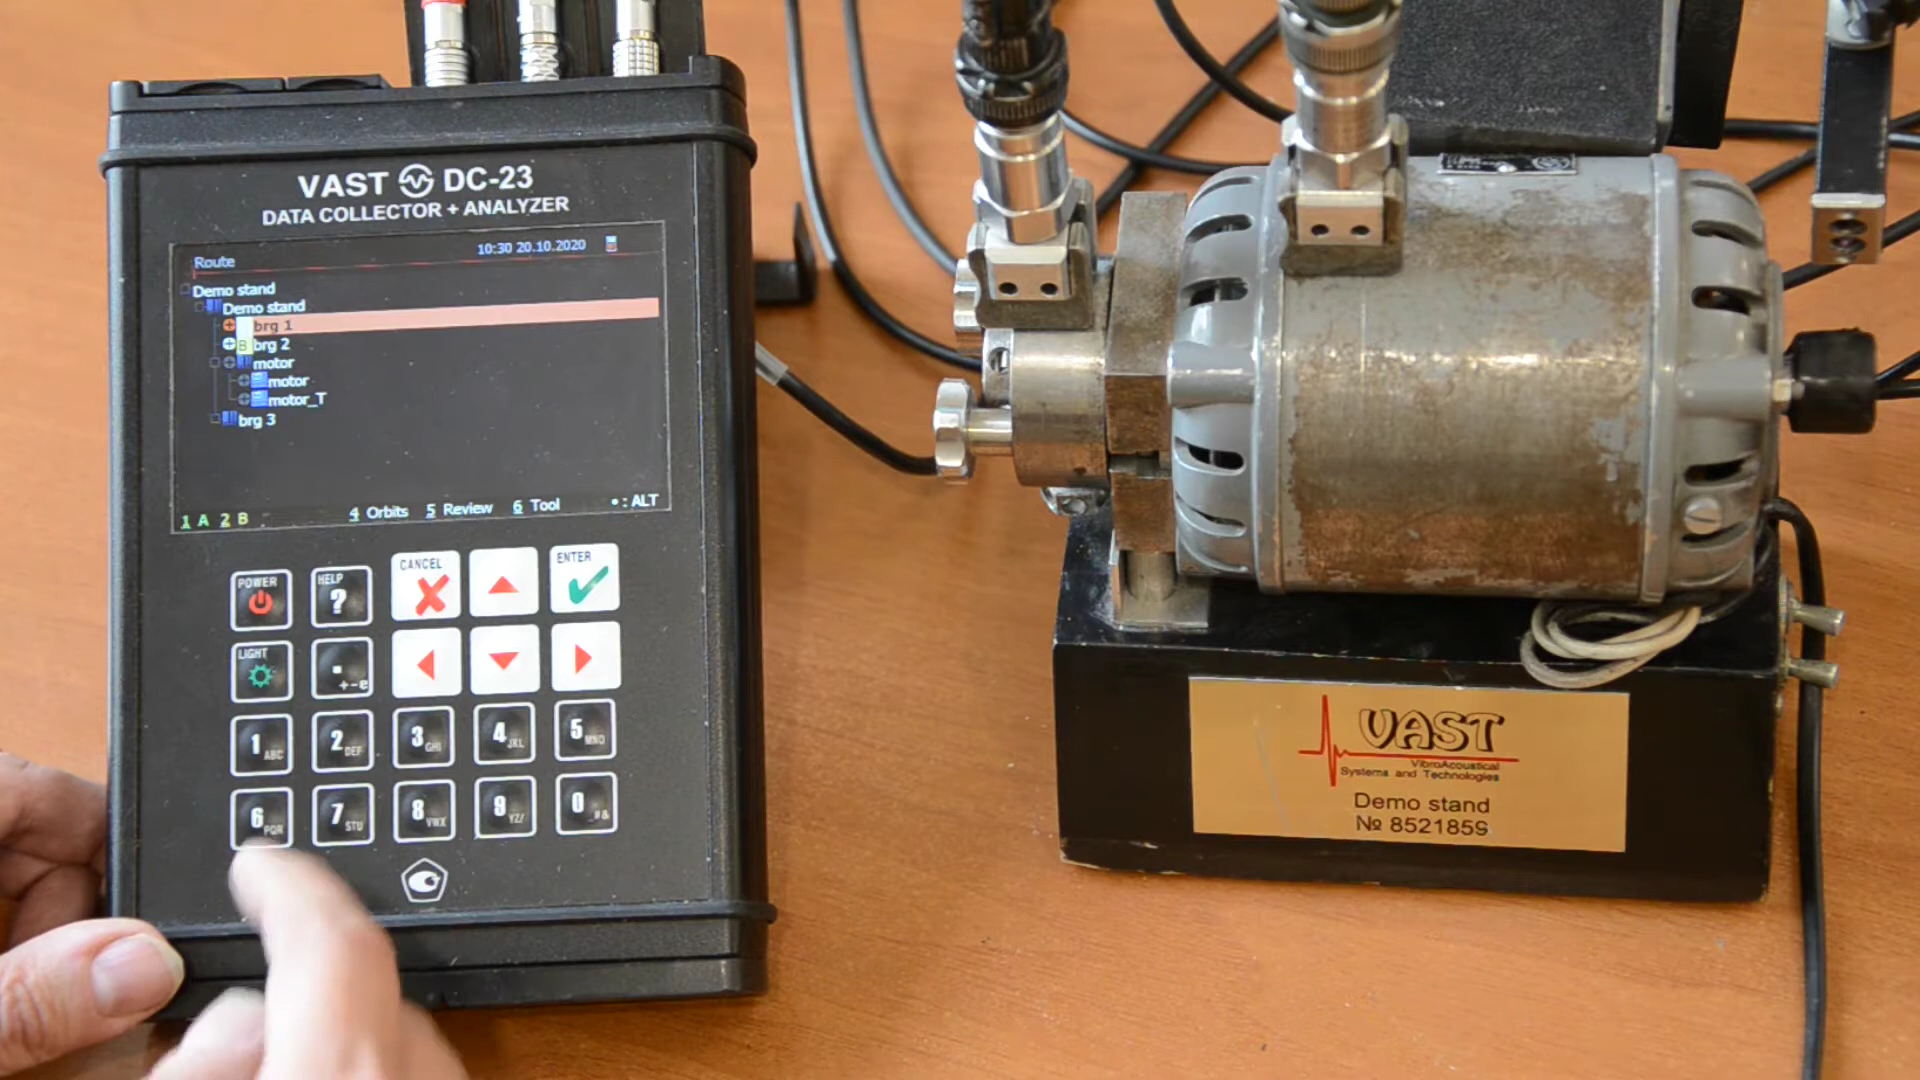 VAST DC-23
DATA COLLECTOR + ANALYZER
Route
10:30 20.10.2020
Demo stand
Demo stand
brg 1
B brg 2
motor
motor
motor_T
brg 3
1 A 2 B 4 Orbits 5 Review 6 Tool •:ALT
POWER
HELP
?
CANCEL
ENTER
LIGHT
. +-e
1 ABC
2 DEF
3 GHI
4 JKL
5 MNO
6 PQR
7 STU
8 VWX
9 YZ/
0 _#&
VAST
VibroAcoustical
Systems and Technologies
Demo stand
№ 8521859